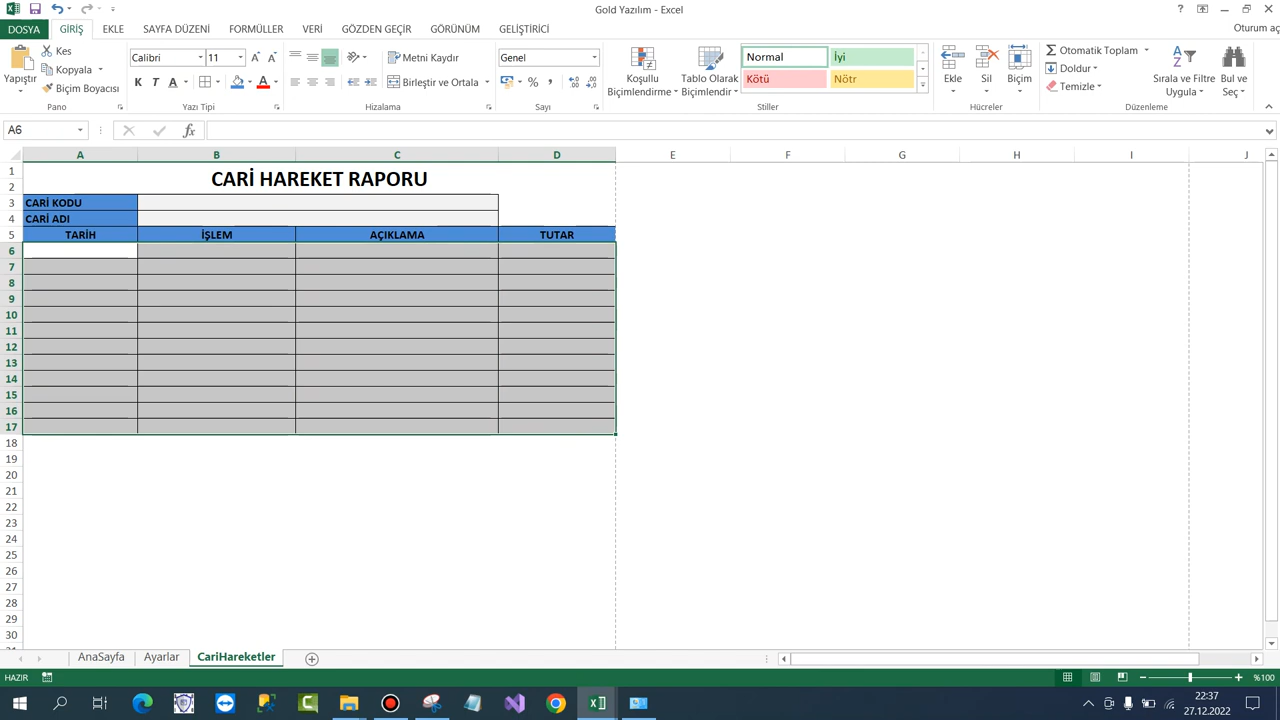 Gold Yazılım - Excel
DOSYA GİRİŞ EKLE SAYFA DÜZENİ FORMÜLLER VERİ GÖZDEN GEÇİR GÖRÜNÜM GELİŞTİRİCİ Oturum aç
Yapıştır
Kes
Kopyala
Biçim Boyacısı
Pano
Calibri 11
K T A
Yazı Tipi
Metni Kaydır
Birleştir ve Ortala
Hizalama
Genel
Sayı
Koşullu Biçimlendirme
Tablo Olarak Biçimlendir
Normal İyi
Kötü Nötr
Stiller
Ekle Sil Biçim
Hücreler
Otomatik Toplam
Doldur
Temizle
Sırala ve Filtre Uygula
Bul ve Seç
Düzenleme
A6 fx
A B C D E F G H I J
1 CARİ HAREKET RAPORU
2
3 CARİ KODU
4 CARİ ADI
5 TARİH İŞLEM AÇIKLAMA TUTAR
6
7
8
9
10
11
12
13
14
15
16
17
18
19
20
21
22
23
24
25
26
27
28
29
30
AnaSayfa Ayarlar CariHareketler
HAZIR %100
22:37
27.12.2022